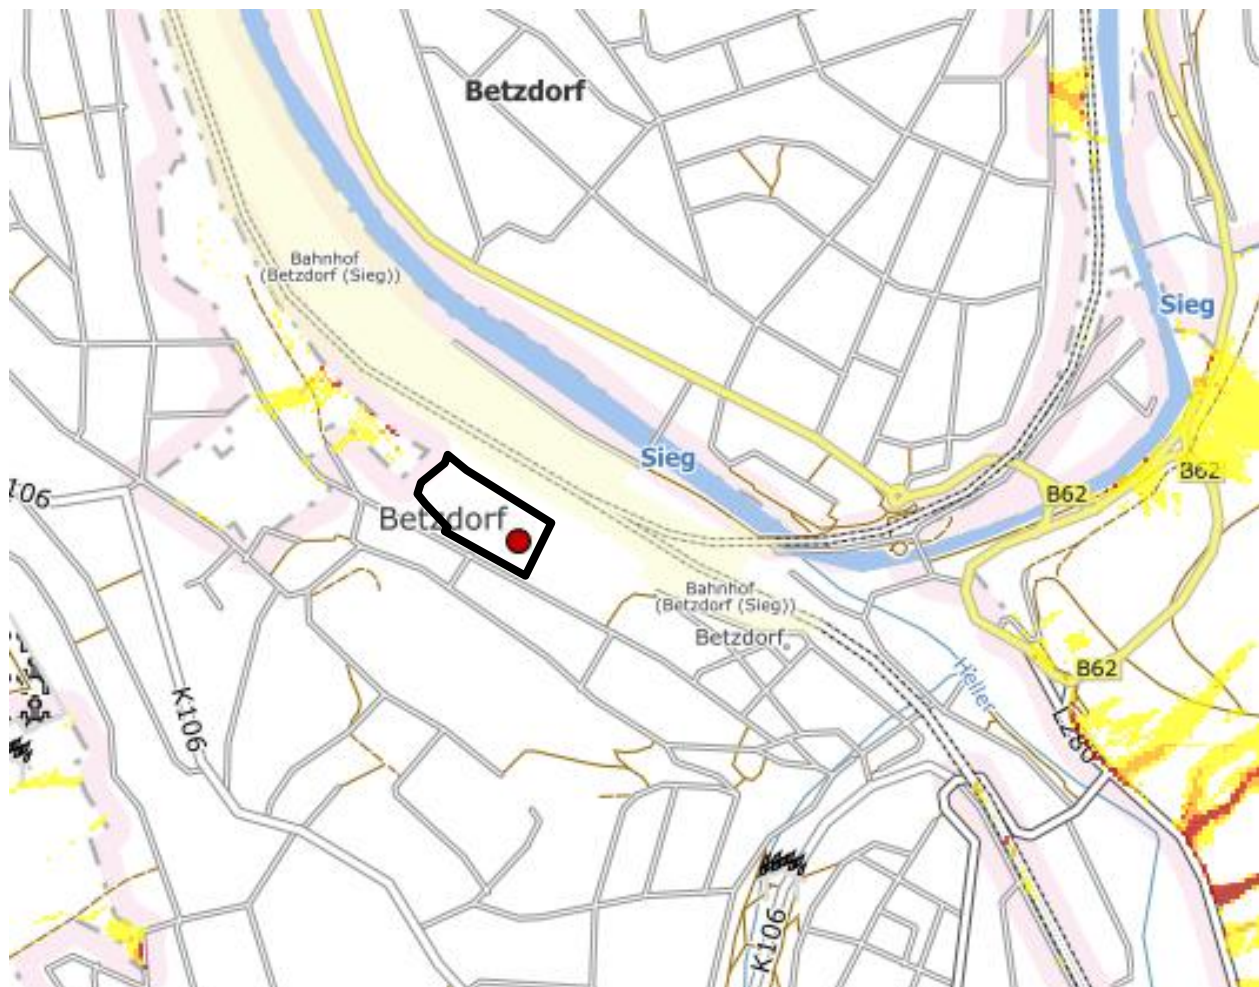 Betzdorf
Bahnhof
(Betzdorf (Sieg))
Sieg
Sieg
B62
106
B62
Betzdorf
Bahnhof
(Betzdorf (Sieg))
Betzdorf
B62
Heller
K106
L280
K106